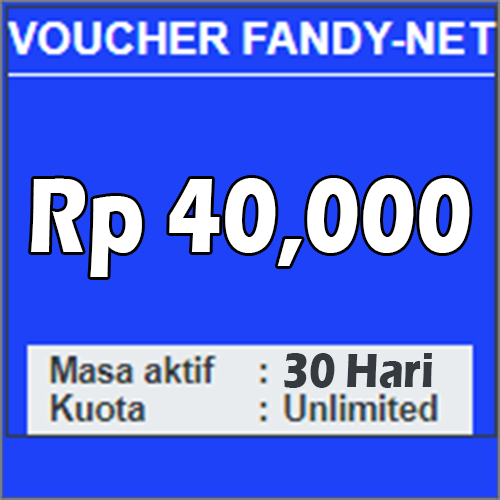 VOUCHER FANDY-NET
Rp 40,000
Masa aktif : 30 Hari
Kuota : Unlimited